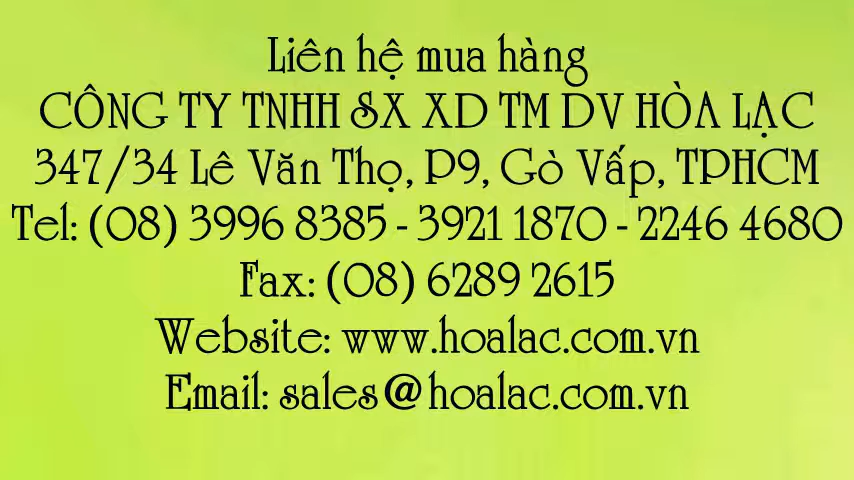 Liên hệ mua hàng
CÔNG TY TNHH SX XD TM DV HÒA LẠC
347/34 Lê Văn Thọ, P9, Gò Vấp, TPHCM
Tel: (08) 3996 8385 - 3921 1870 - 2246 4680
Fax: (08) 6289 2615
Website: www.hoalac.com.vn
Email: sales@hoalac.com.vn